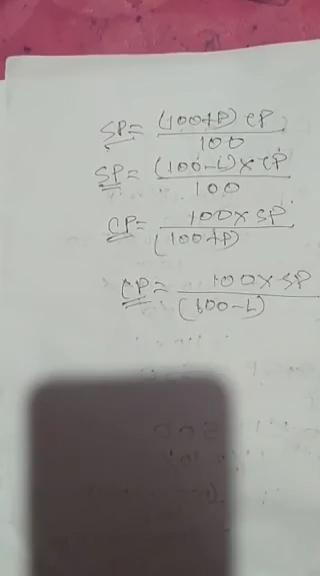 SP = (100+P) CP / 100
SP = (100-L) x CP / 100
CP = 100 x SP / (100+P)
CP = 100 x SP / (100-L)